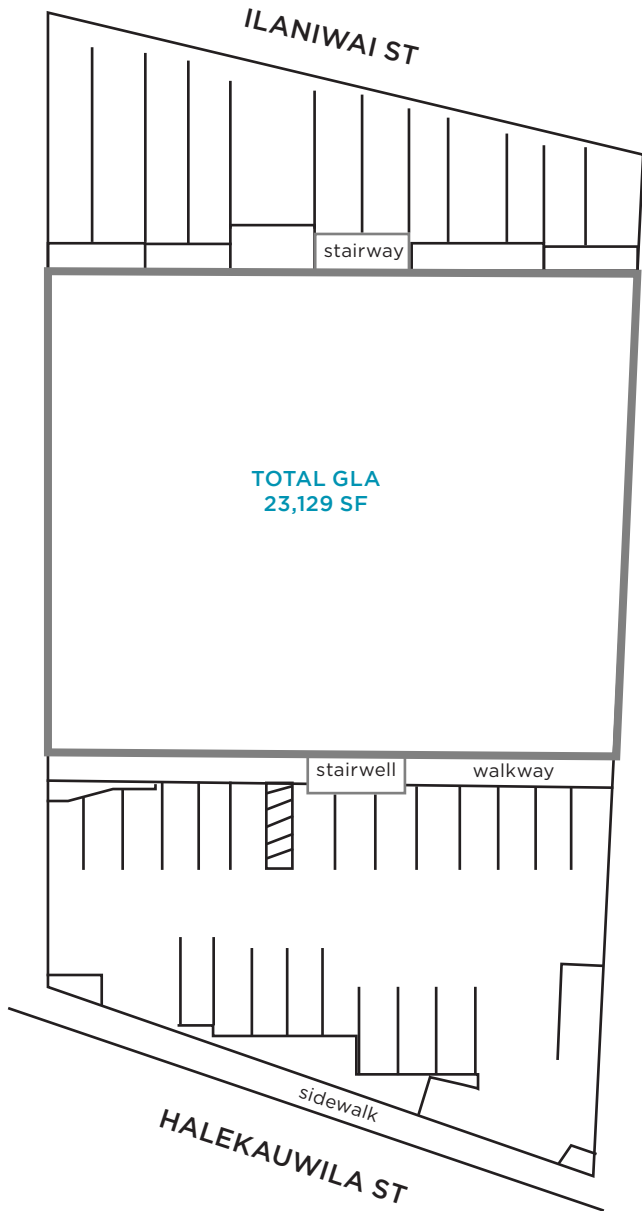 ILANIWAI ST
stairway
TOTAL GLA
23,129 SF
stairwell
walkway
sidewalk
HALEKAUWILA ST